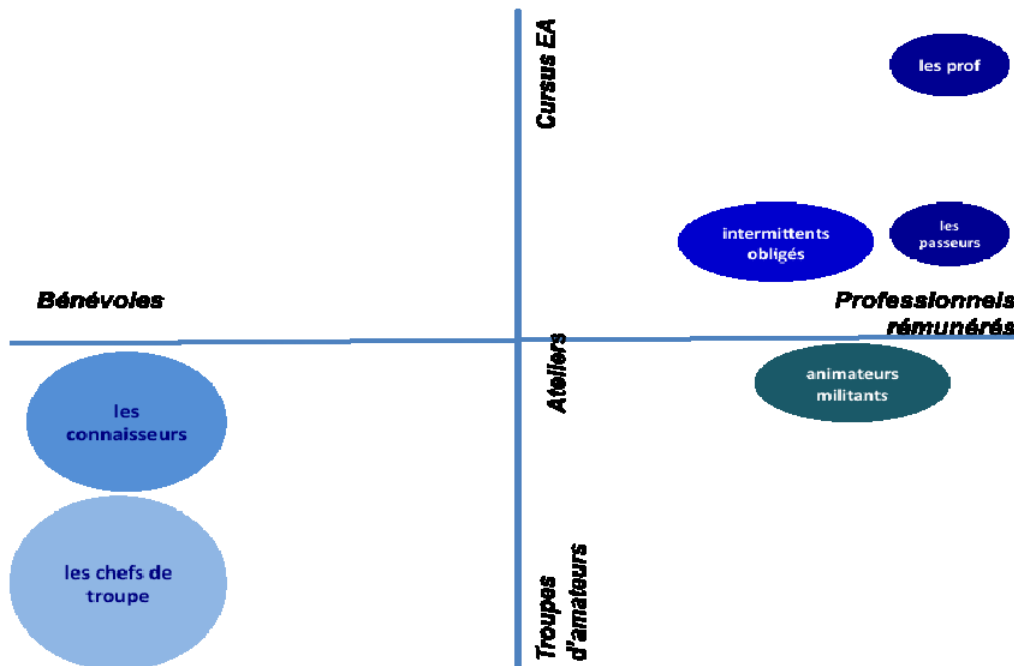 Cursus EA
les prof
intermittents
obligés
les
passeurs
Bénévoles
Professionnels
rémunérés
Ateliers
animateurs
militants
les
connaisseurs
les chefs de
troupe
Troupes
d'amateurs